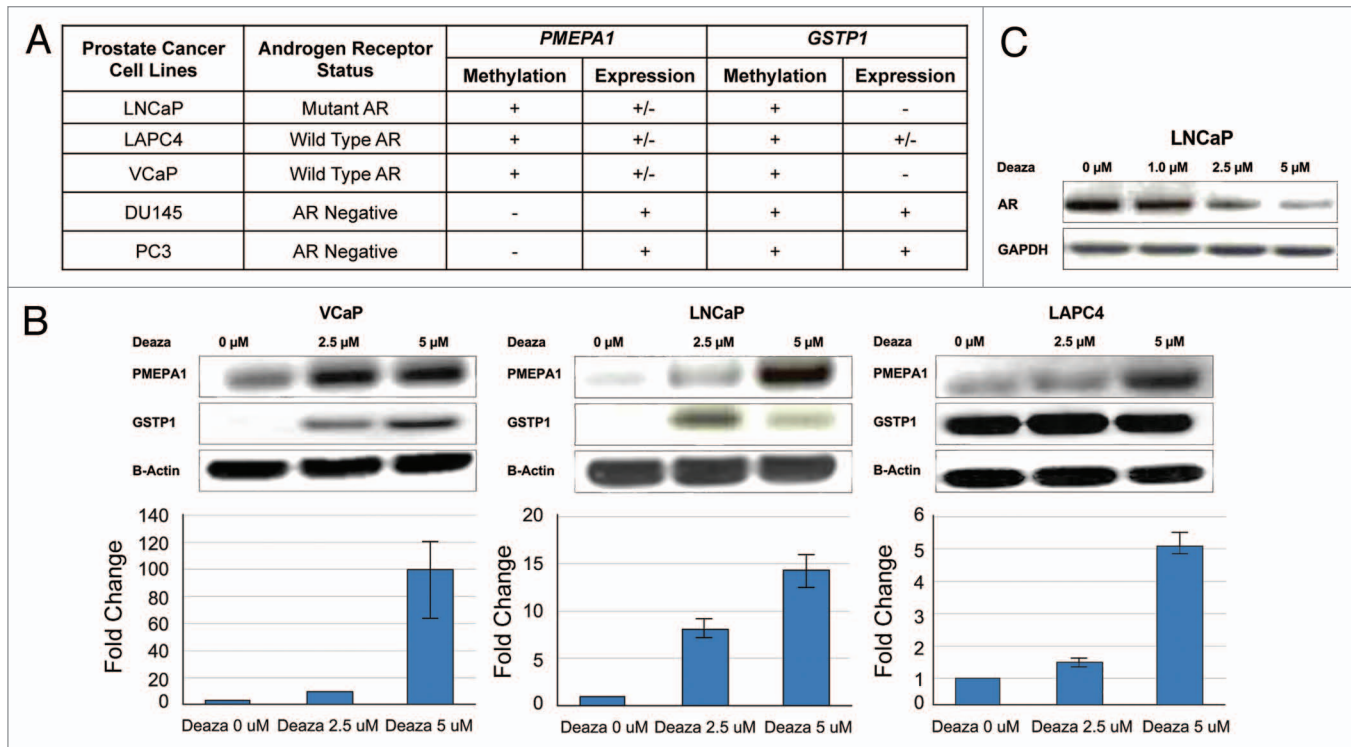 A
Prostate Cancer Cell Lines Androgen Receptor Status PMEPA1 GSTP1
Methylation Expression Methylation Expression
LNCaP Mutant AR + +/- + -
LAPC4 Wild Type AR + +/- + +/-
VCaP Wild Type AR + +/- + -
DU145 AR Negative - + + +
PC3 AR Negative - + + +
C
LNCaP
Deaza 0 µM 1.0 µM 2.5 µM 5 µM
AR
GAPDH
B
VCaP
Deaza 0 µM 2.5 µM 5 µM
PMEPA1
GSTP1
B-Actin
Fold Change
140
120
100
80
60
40
20
0
Deaza 0 uM Deaza 2.5 uM Deaza 5 uM
LNCaP
Deaza 0 µM 2.5 µM 5 µM
PMEPA1
GSTP1
B-Actin
Fold Change
20
15
10
5
0
Deaza 0 uM Deaza 2.5 uM Deaza 5 uM
LAPC4
Deaza 0 µM 2.5 µM 5 µM
PMEPA1
GSTP1
B-Actin
Fold Change
6
5
4
3
2
1
0
Deaza 0 uM Deaza 2.5 uM Deaza 5 uM